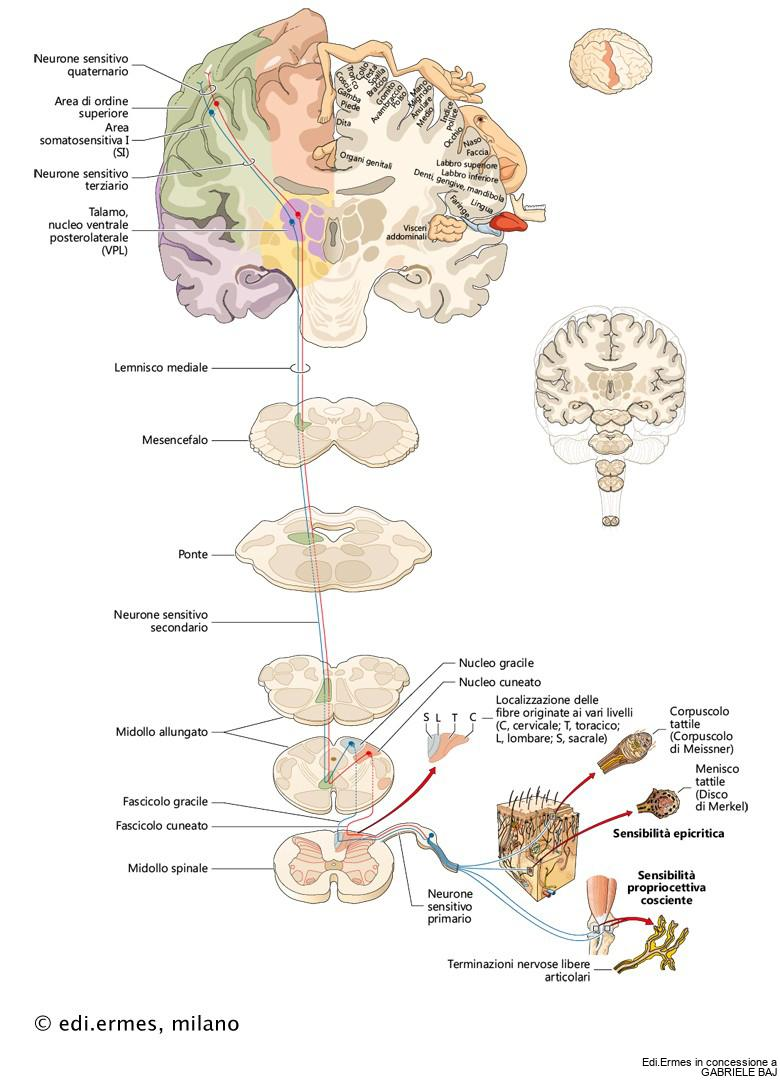 Neurone sensitivo
quaternario
Area di ordine
superiore
Area
somatosensitiva I
(SI)
Neurone sensitivo
terziario
Talamo,
nucleo ventrale
posterolaterale
(VPL)
Dita
Piede
Gamba
Coscia
Tronco
Collo
Testa
Spalla
Braccio
Gomito
Avambraccio
Polso
Mano
Mignolo
Anulare
Medio
Indice
Pollice
Occhio
Naso
Faccia
Labbro superiore
Labbro inferiore
Denti, gengive, mandibola
Lingua
Faringe
Organi genitali
Visceri
addominali
Lemnisco mediale
Mesencefalo
Ponte
Neurone sensitivo
secondario
Nucleo gracile
Nucleo cuneato
Localizzazione delle
fibre originate ai vari livelli
(C, cervicale; T, toracico;
L, lombare; S, sacrale)
S L T C
Corpuscolo
tattile
(Corpuscolo
di Meissner)
Midollo allungato
Menisco
tattile
(Disco
di Merkel)
Fascicolo gracile
Fascicolo cuneato
Sensibilità epicritica
Midollo spinale
Neurone
sensitivo
primario
Sensibilità
propriocettiva
cosciente
Terminazioni nervose libere
articolari
© edi.ermes, milano
Edi.Ermes in concessione a
GABRIELE BAJ